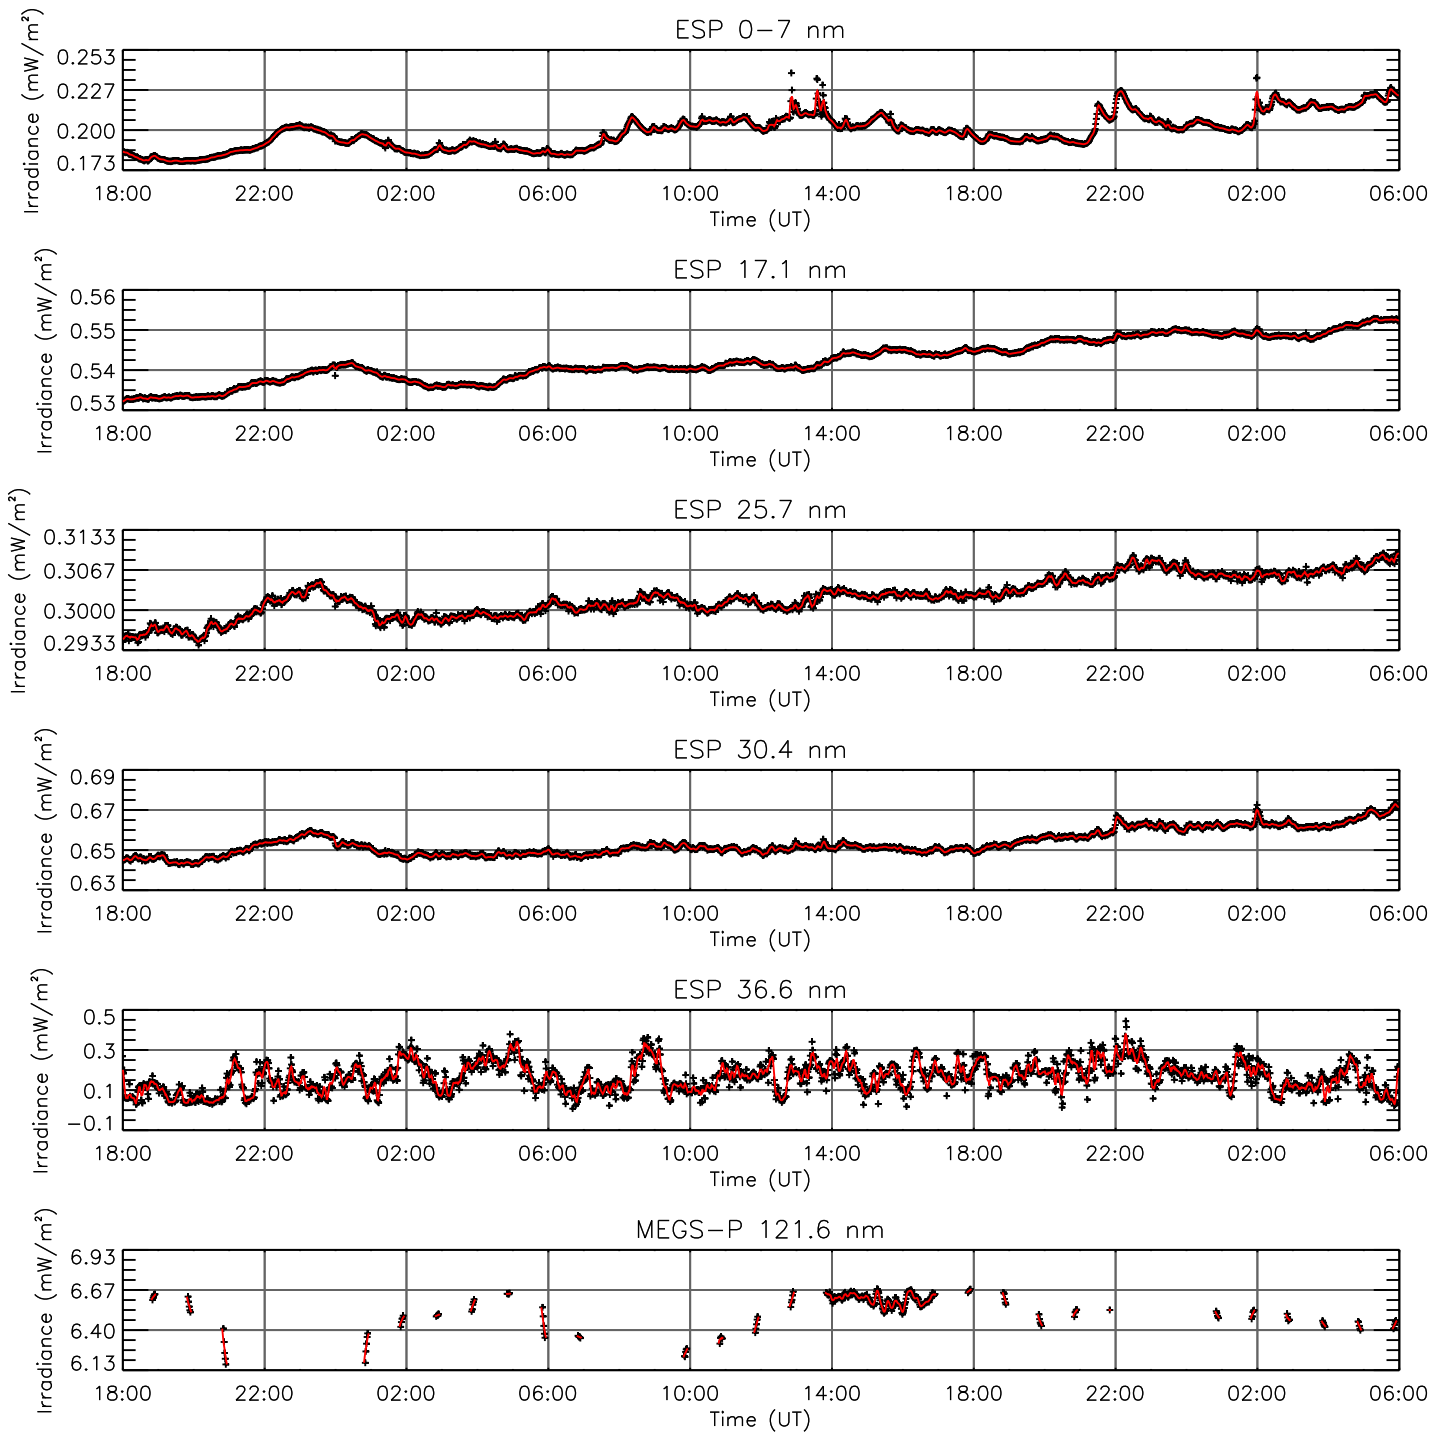 ESP 0−7 nm
Irradiance (mW/m²)
0.253
0.227
0.200
0.173
18:00 22:00 02:00 06:00 10:00 14:00 18:00 22:00 02:00 06:00
Time (UT)
ESP 17.1 nm
Irradiance (mW/m²)
0.56
0.55
0.54
0.53
18:00 22:00 02:00 06:00 10:00 14:00 18:00 22:00 02:00 06:00
Time (UT)
ESP 25.7 nm
Irradiance (mW/m²)
0.3133
0.3067
0.3000
0.2933
18:00 22:00 02:00 06:00 10:00 14:00 18:00 22:00 02:00 06:00
Time (UT)
ESP 30.4 nm
Irradiance (mW/m²)
0.69
0.67
0.65
0.63
18:00 22:00 02:00 06:00 10:00 14:00 18:00 22:00 02:00 06:00
Time (UT)
ESP 36.6 nm
Irradiance (mW/m²)
0.5
0.3
0.1
−0.1
18:00 22:00 02:00 06:00 10:00 14:00 18:00 22:00 02:00 06:00
Time (UT)
MEGS−P 121.6 nm
Irradiance (mW/m²)
6.93
6.67
6.40
6.13
18:00 22:00 02:00 06:00 10:00 14:00 18:00 22:00 02:00 06:00
Time (UT)